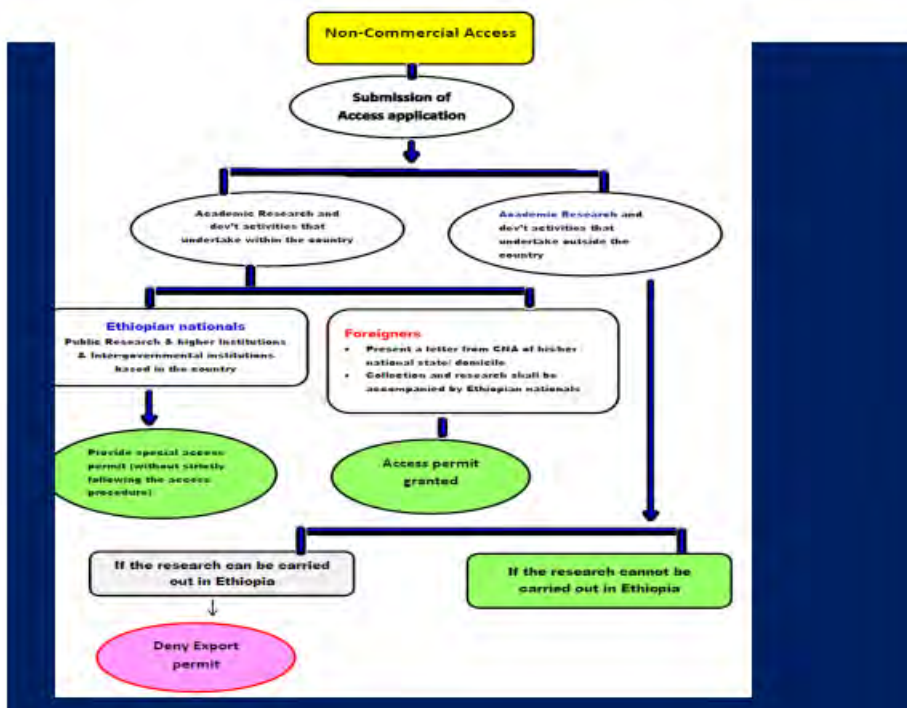 Non-Commercial Access
Submission of
Access application
Academic Research and
dev't activities that
undertake within the country
Academic Research and
dev't activities that
undertake outside the
country
Ethiopian nationals
Public Research & higher Institutions
& Inter-governmental institutions
based in the country
Foreigners
• Present a letter from CNA of his/her
national state/ domicile
• Collection and research shall be
accompanied by Ethiopian nationals
Provide special access
permit (without strictly
following the access
procedure)
Access permit
granted
If the research can be carried
out in Ethiopia
If the research cannot be
carried out in Ethiopia
Deny Export
permit